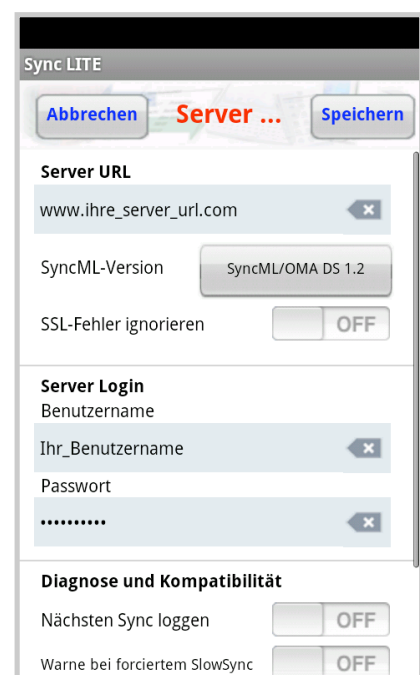 Sync LITE
Abbrechen Server ... Speichern
Server URL
www.ihre_server_url.com
SyncML-Version SyncML/OMA DS 1.2
SSL-Fehler ignorieren OFF
Server Login
Benutzername
Ihr_Benutzername
Passwort
••••••••••
Diagnose und Kompatibilität
Nächsten Sync loggen OFF
Warne bei forciertem SlowSync OFF